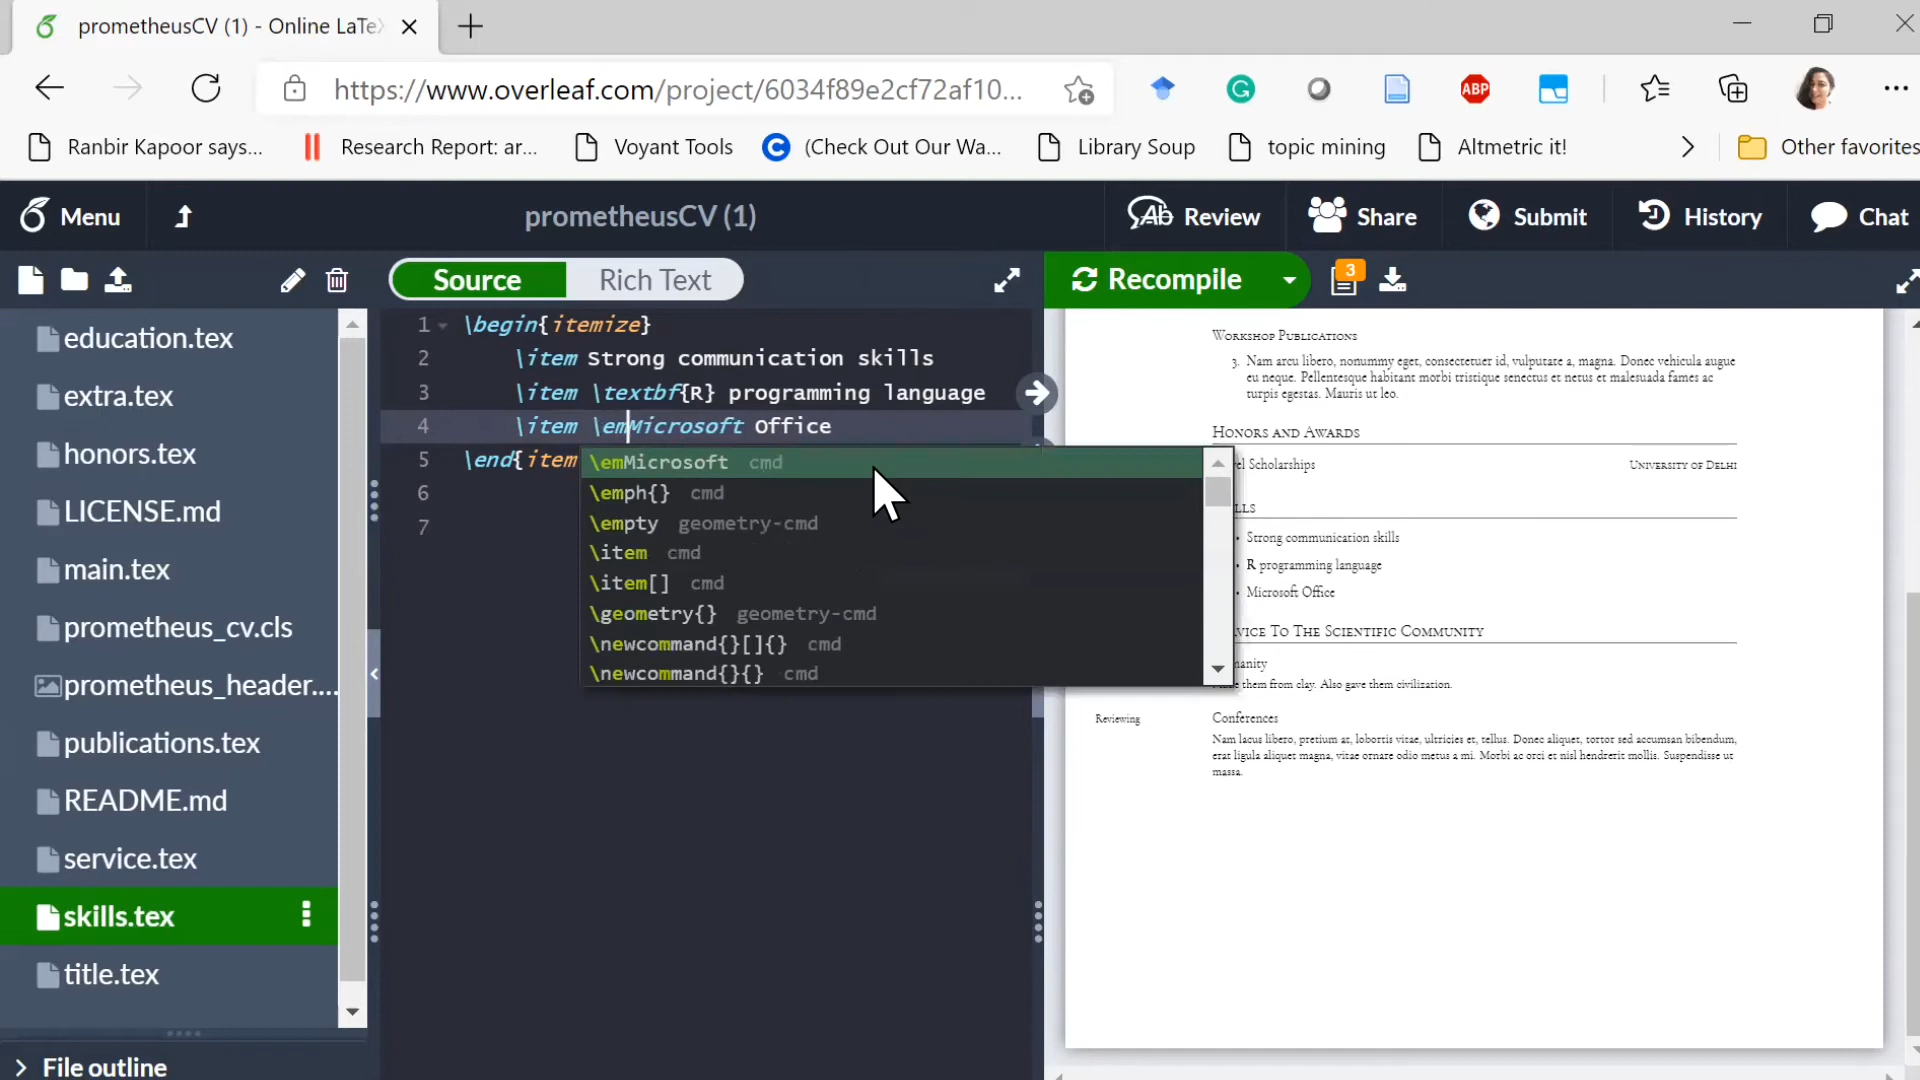 prometheusCV (1) - Online LaTeX
https://www.overleaf.com/project/6034f89e2cf72af10...
ABP
Ranbir Kapoor says...
Research Report: ar...
Voyant Tools
(Check Out Our Wa...
Library Soup
topic mining
Altmetric it!
Other favorites
Menu
prometheusCV (1)
Review
Share
Submit
History
Chat
Source
Rich Text
Recompile
3
education.tex
extra.tex
honors.tex
LICENSE.md
main.tex
prometheus_cv.cls
prometheus_header....
publications.tex
README.md
service.tex
skills.tex
title.tex
File outline
1 \begin{itemize}
2 \item Strong communication skills
3 \item \textbf{R} programming language
4 \item \emMicrosoft Office
5 \end{item
6
7
\emMicrosoft cmd
\emph{} cmd
\empty geometry-cmd
\item cmd
\item[] cmd
\geometry{} geometry-cmd
\newcommand{}[]{} cmd
\newcommand{}{} cmd
Workshop Publications
3. Nam arcu libero, nonummy eget, consectetuer id, vulputate a, magna. Donec vehicula augue
eu neque. Pellentesque habitant morbi tristique senectus et netus et malesuada fames ac
turpis egestas. Mauris ut leo.
Honors and Awards
el Scholarships University of Delhi
lls
• Strong communication skills
• R programming language
• Microsoft Office
vice To The Scientific Community
manity
them from clay. Also gave them civilization.
Reviewing Conferences
Nam lacus libero, pretium at, lobortis vitae, ultricies et, tellus. Donec aliquet, tortor sed accumsan bibendum,
erat ligula aliquet magna, vitae ornare odio metus a mi. Morbi ac orci et nisl hendrerit mollis. Suspendisse ut
massa.